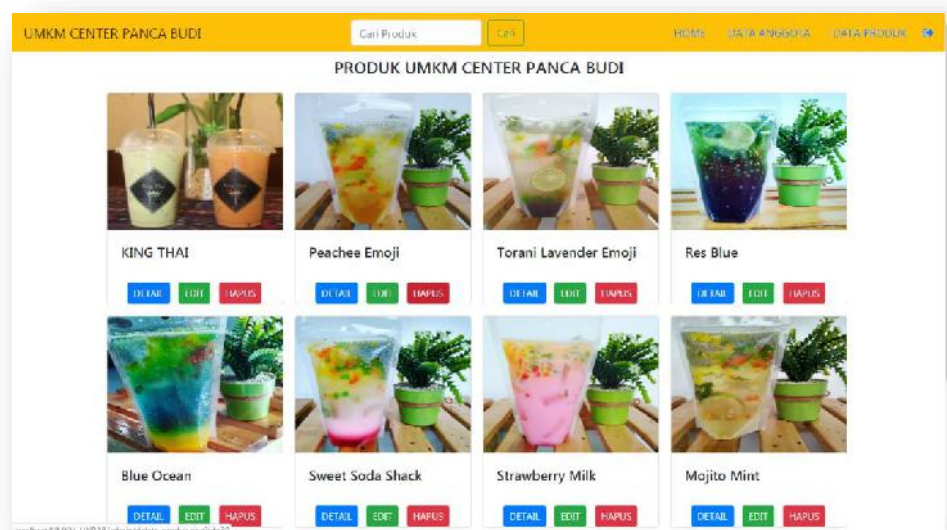 UMKM CENTER PANCA BUDI
Cari Produk
Cari
HOME
DATA ANGGOTA
DATA PRODUK
PRODUK UMKM CENTER PANCA BUDI
KING THAI
Peachee Emoji
Torani Lavender Emoji
Res Blue
DETAIL EDIT HAPUS
DETAIL EDIT HAPUS
DETAIL EDIT HAPUS
DETAIL EDIT HAPUS
Blue Ocean
Sweet Soda Shack
Strawberry Milk
Mojito Mint
DETAIL EDIT HAPUS
DETAIL EDIT HAPUS
DETAIL EDIT HAPUS
DETAIL EDIT HAPUS